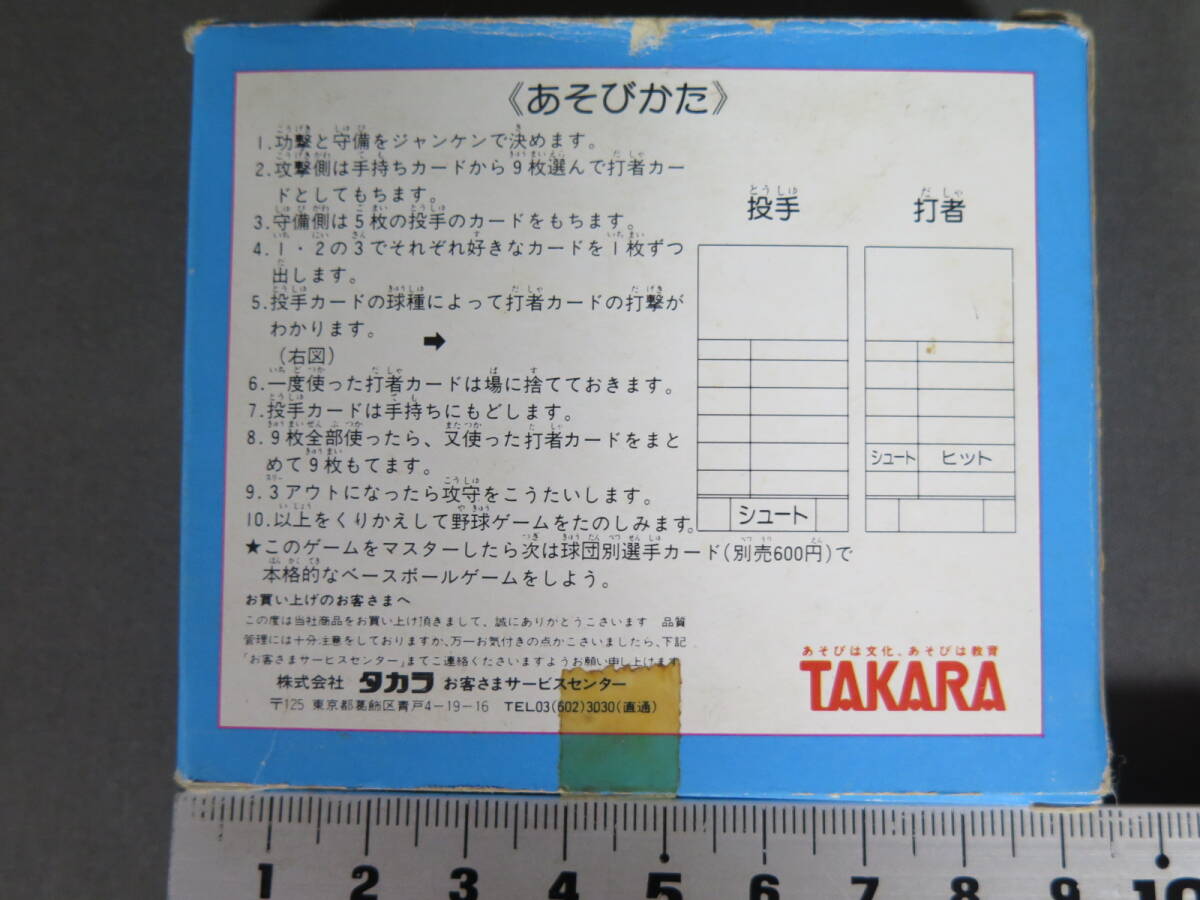 《あそびかた》
1.功撃と守備をジャンケンで決めます。
2.攻撃側は手持ちカードから9枚選んで打者カー
ドとしてもちます。
3.守備側は5枚の投手のカードをもちます。
4.1・2の3でそれぞれ好きなカードを1枚ずつ
出します。
5.投手カードの球種によって打者カードの打撃が
わかります。
(右図)
➡
6.一度使った打者カードは場に捨てておきます。
7.投手カードは手持ちにもどします。
8.9枚全部使ったら、又使った打者カードをまと
めて9枚もてます。
9.3アウトになったら攻守をこうたいします。
10.以上をくりかえして野球ゲームをたのしみます。
★このゲームをマスターしたら次は球団別選手カード(別売600円)で
本格的なベースボールゲームをしよう。
投手
シュート
打者
シュート ヒット
お買い上げのお客さまへ
この度は当社商品をお買い上げ頂きまして、誠にありがとうございます 品質
管理には十分注意をしておりますが、万一お気付きの点がございましたら、下記
「お客さまサービスセンター」までご連絡くださいますようお願い申し上げます
株式会社 タカラ お客さまサービスセンター
〒125 東京都葛飾区青戸4-19-16 TEL03(602)3030(直通)
あそびは文化、あそびは教育
TAKARA
1 2 3 4 5 6 7 8 9 10